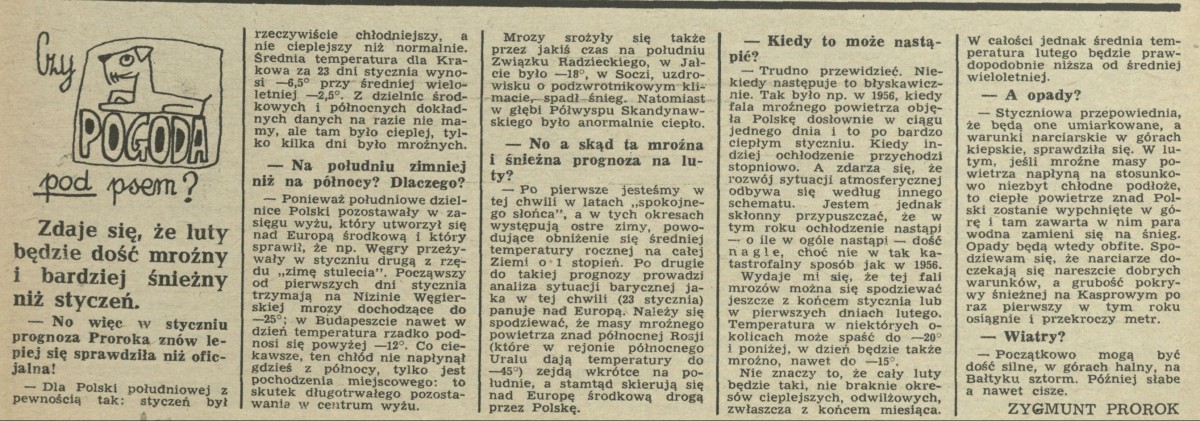 Czy
POGODA
pod psem?
Zdaje się, że luty
będzie dość mroźny
i bardziej śnieżny
niż styczeń.
— No więc w styczniu
prognoza Proroka znów le-
piej się sprawdziła niż ofic-
jalna!
— Dla Polski południowej z
pewnością tak: styczeń był
rzeczywiście chłodniejszy, a
nie cieplejszy niż normalnie.
Średnia temperatura dla Kra-
kowa za 23 dni stycznia wyno-
si —6,5° przy średniej wielo-
letniej —2,5°. Z dzielnic środ-
kowych i północnych dokład-
nych danych na razie nie ma-
my, ale tam było cieplej, tyl-
ko kilka dni było mroźnych.
— Na południu zimniej
niż na północy? Dlaczego?
— Ponieważ południowe dziel-
nice Polski pozostawały w za-
sięgu wyżu, który utworzył się
nad Europą środkową i który
sprawił, że np. Węgry przeży-
wały w styczniu drugą z rzę-
du „zimę stulecia". Począwszy
od pierwszych dni stycznia
trzymają na Nizinie Węgier-
skiej mrozy dochodzące do
—25°; w Budapeszcie nawet w
dzień temperatura rzadko pod-
nosi się powyżej —12°. Co cie-
kawsze, ten chłód nie napłynął
gdzieś z północy, tylko jest
pochodzenia miejscowego: to
skutek długotrwałego pozosta-
wania w centrum wyżu.
Mrozy srożyły się także
przez jakiś czas na południu
Związku Radzieckiego, w Jał-
cie było —18°, w Soczi, uzdro-
wisku o podzwrotnikowym kli-
macie, spadł śnieg. Natomiast
w głębi Półwyspu Skandynaw-
skiego było anormalnie ciepło.
— No a skąd ta mroźna
i śnieżna prognoza na lu-
ty?
— Po pierwsze jesteśmy w
tej chwili w latach „spokojne-
go słońca", a w tych okresach
występują ostre zimy, powo-
dujące obniżenie się średniej
temperatury rocznej na całej
Ziemi o 1 stopień. Po drugie
do takiej prognozy prowadzi
analiza sytuacji barycznej ja-
ka w tej chwili (23 stycznia)
panuje nad Europą. Należy się
spodziewać, że masy mroźnego
powietrza znad północnej Rosji
(które w rejonie północnego
Uralu dają temperatury do
—45°) zejdą wkrótce na po-
łudnie, a stamtąd skierują się
nad Europę środkową drogą
przez Polskę.
— Kiedy to może nastą-
pić?
— Trudno przewidzieć. Nie-
kiedy następuje to błyskawicz-
nie. Tak było np. w 1956, kiedy
fala mroźnego powietrza obję-
ła Polskę dosłownie w ciągu
jednego dnia i to po bardzo
ciepłym styczniu. Kiedy in-
dziej ochłodzenie przychodzi
stopniowo. A zdarza się, że
rozwój sytuacji atmosferycznej
odbywa się według innego
schematu. Jestem jednak
skłonny przypuszczać, że w
tym roku ochłodzenie nastąpi
— o ile w ogóle nastąpi — dość
nagle, choć nie w tak ka-
tastrofalny sposób jak w 1956.
Wydaje mi się, że tej fali
mrozów można się spodziewać
jeszcze z końcem stycznia lub
w pierwszych dniach lutego.
Temperatura w niektórych o-
kolicach może spaść do —20°
i poniżej, w dzień będzie także
mroźno, nawet do —15°.
Nie znaczy to, że cały luty
będzie taki, nie braknie okre-
sów cieplejszych, odwilżowych,
zwłaszcza z końcem miesiąca.
W całości jednak średnia tem-
peratura lutego będzie praw-
dopodobnie niższa od średniej
wieloletniej.
— A opady?
— Styczniowa przepowiednia,
że będą one umiarkowane, a
warunki narciarskie w górach
kiepskie, sprawdziła się. W lu-
tym, jeśli mroźne masy po-
wietrza napłyną na stosunko-
wo niezbyt chłodne podłoże,
to ciepłe powietrze znad Pol-
ski zostanie wypchnięte w gó-
rę i tam zawarta w nim para
wodna zamieni się na śnieg.
Opady będą wtedy obfite. Spo-
dziewam się, że narciarze do-
czekają się nareszcie dobrych
warunków, a grubość pokry-
wy śnieżnej na Kasprowym po
raz pierwszy w tym roku
osiągnie i przekroczy metr.
— Wiatry?
— Początkowo mogą być
dość silne, w górach halny, na
Bałtyku sztorm. Później słabe
a nawet cisze.
ZYGMUNT PROROK